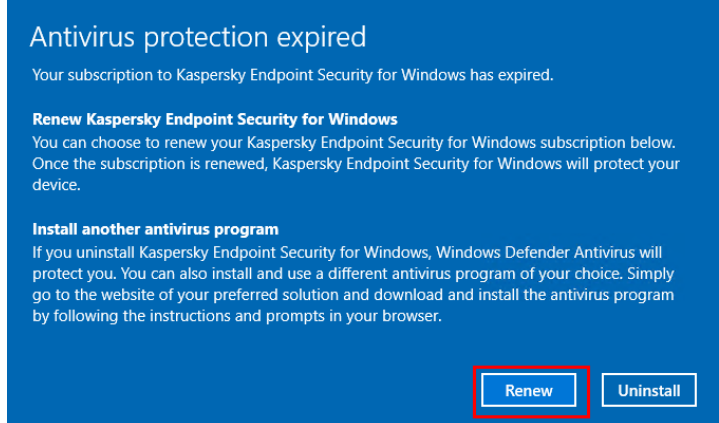 Antivirus protection expired
Your subscription to Kaspersky Endpoint Security for Windows has expired.
Renew Kaspersky Endpoint Security for Windows
You can choose to renew your Kaspersky Endpoint Security for Windows subscription below.
Once the subscription is renewed, Kaspersky Endpoint Security for Windows will protect your
device.
Install another antivirus program
If you uninstall Kaspersky Endpoint Security for Windows, Windows Defender Antivirus will
protect you. You can also install and use a different antivirus program of your choice. Simply
go to the website of your preferred solution and download and install the antivirus program
by following the instructions and prompts in your browser.
Renew
Uninstall